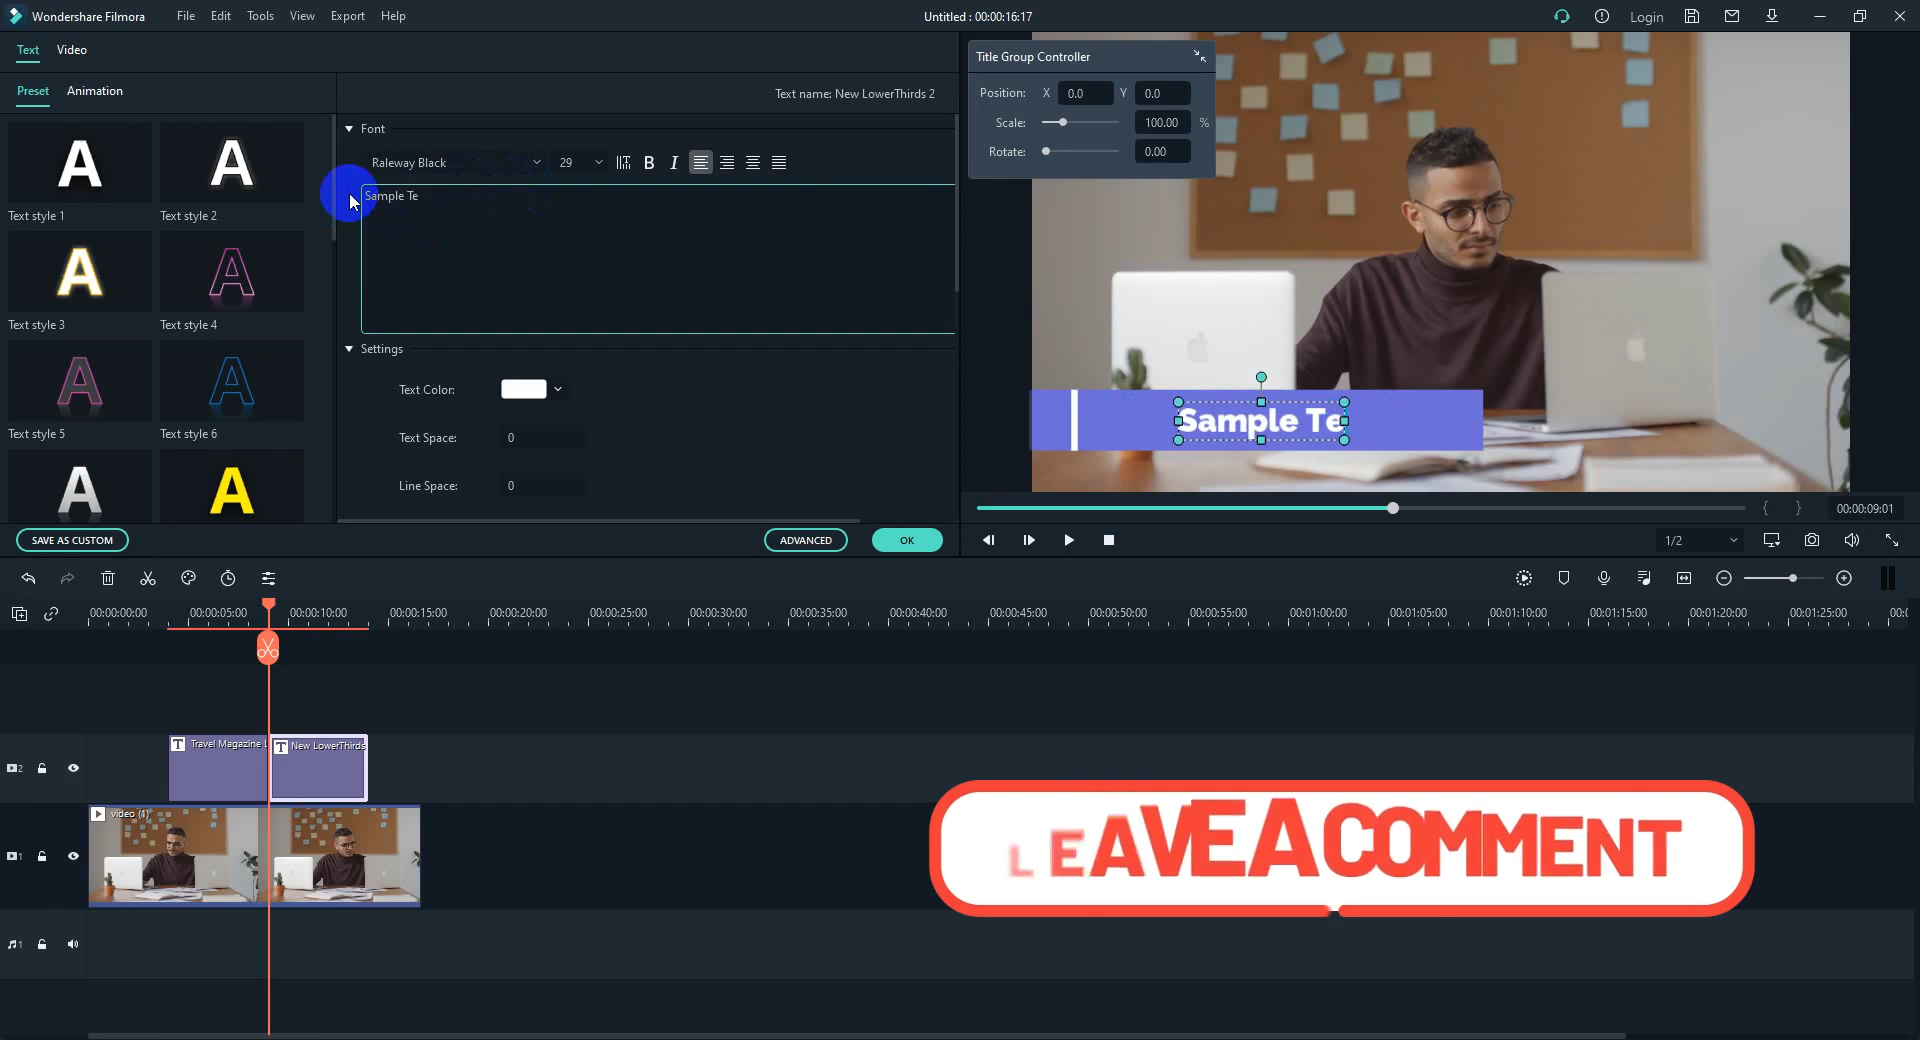 Wondershare Filmora File Edit Tools View Export Help Untitled : 00:00:16:17 Login
Text Video
Preset Animation
Text name: New LowerThirds 2
A A
Text style 1 Text style 2
A A
Text style 3 Text style 4
A A
Text style 5 Text style 6
A A
Font
Raleway Black 29 B I
Sample Te
Settings
Text Color:
Text Space: 0
Line Space: 0
SAVE AS CUSTOM ADVANCED OK
Title Group Controller
Position: X 0.0 Y 0.0
Scale: 100.00 %
Rotate: 0.00
Sample Te
{ } 00:00:09:01
1/2
00:00:00:00 00:00:05:00 00:00:10:00 00:00:15:00 00:00:20:00 00:00:25:00 00:00:30:00 00:00:35:00 00:00:40:00 00:00:45:00 00:00:50:00 00:00:55:00 00:01:00:00 00:01:05:00 00:01:10:00 00:01:15:00 00:01:20:00 00:01:25:00 00:0
T Travel Magazine L T New LowerThirds
2
video (1)
1
1
LEAVE A COMMENT